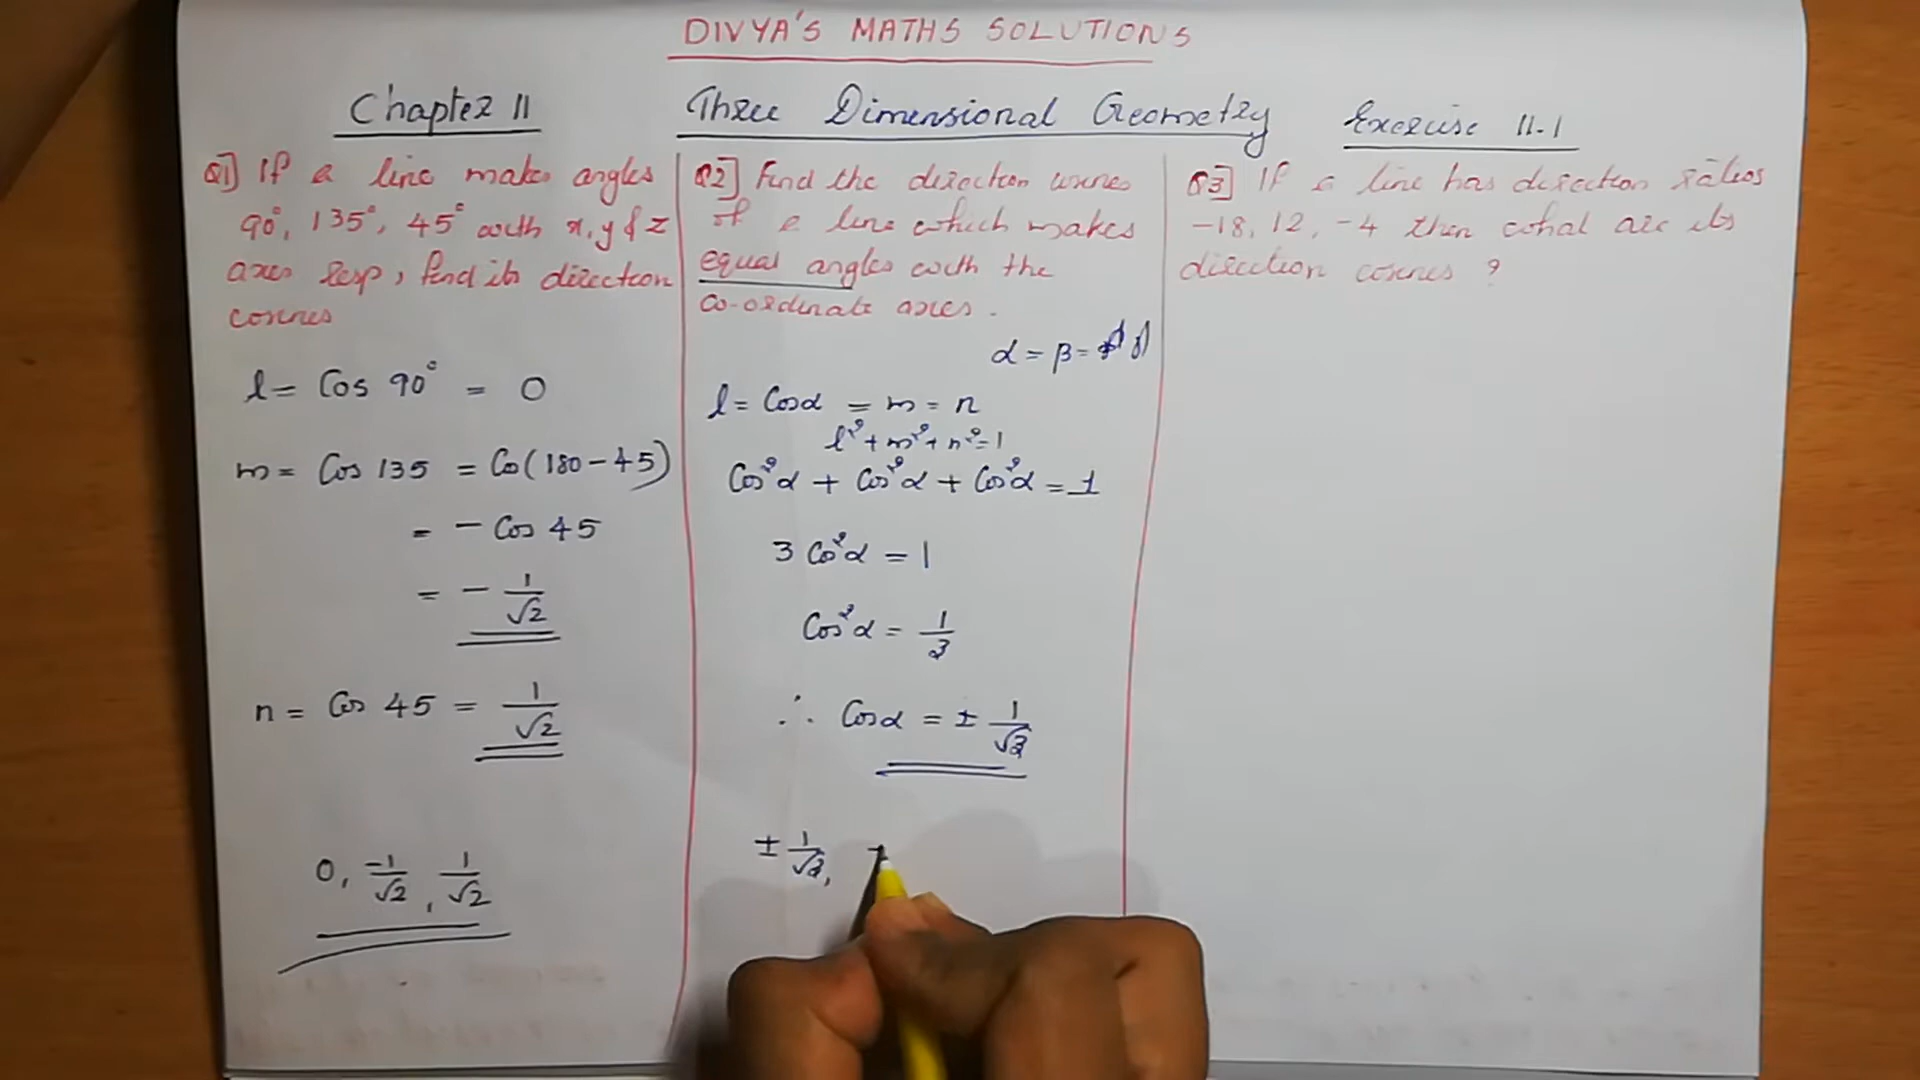 DIVYA'S MATHS SOLUTIONS
Chapter 11 Three Dimensional Geometry Exercise 11.1
Q1] If a line makes angles
90°, 135°, 45° with x, y & z
axes resp, find its direction
cosines
l = Cos 90° = 0
m = Cos 135 = Cos(180-45)
= - Cos 45
= - 1/√2
n = Cos 45 = 1/√2
0, -1/√2, 1/√2
Q2] Find the direction cosines
of a line which makes
equal angles with the
co-ordinate axes.
α = β =
l = Cosα = m = n
l² + m² + n² = 1
Cos²α + Cos²α + Cos²α = 1
3 Cos²α = 1
Cos²α = 1/3
∴ Cosα = ± 1/√3
± 1/√3,
Q3] If a line has direction ratios
-18, 12, -4 then what are its
direction cosines ?